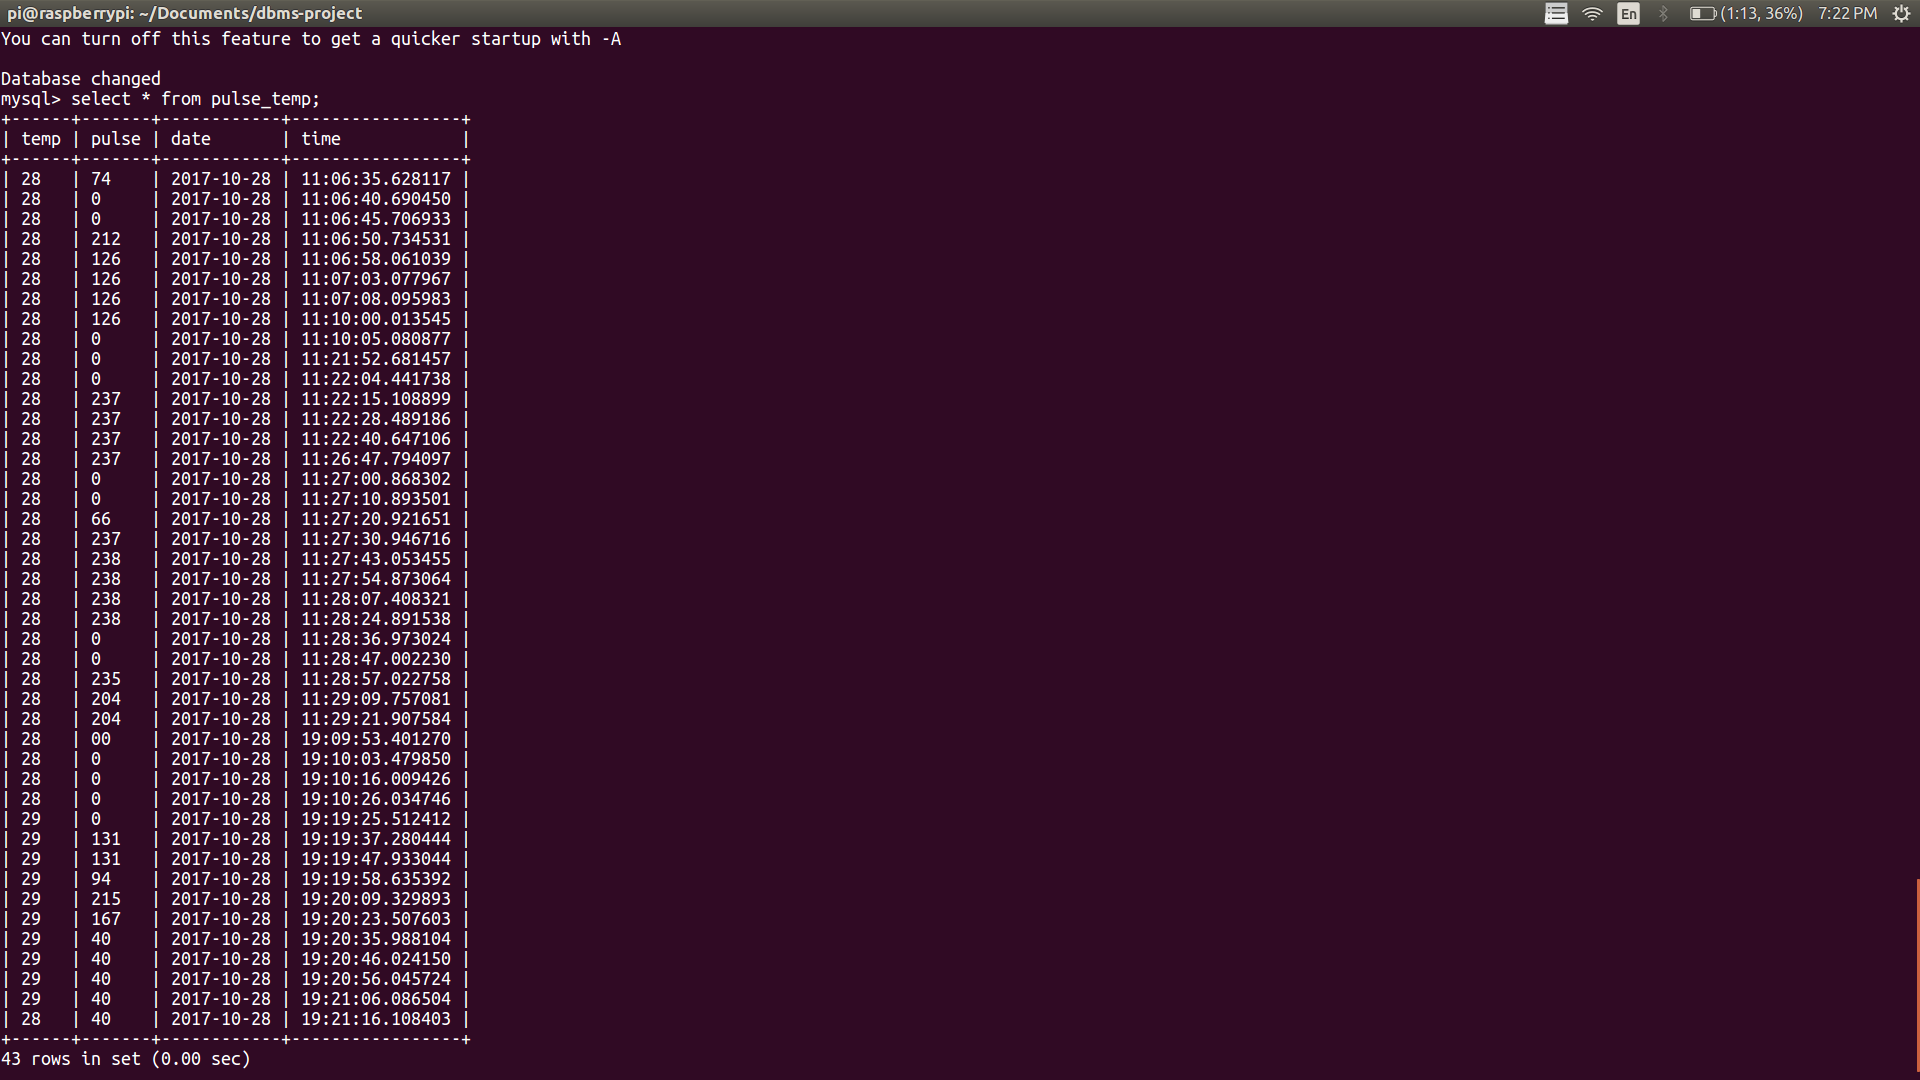 pi@raspberrypi: ~/Documents/dbms-project En (1:13, 36%) 7:22 PM
You can turn off this feature to get a quicker startup with -A
Database changed
mysql> select * from pulse_temp;
+------+-------+------------+-----------------+
| temp | pulse | date       | time            |
+------+-------+------------+-----------------+
| 28   | 74    | 2017-10-28 | 11:06:35.628117 |
| 28   | 0     | 2017-10-28 | 11:06:40.690450 |
| 28   | 0     | 2017-10-28 | 11:06:45.706933 |
| 28   | 212   | 2017-10-28 | 11:06:50.734531 |
| 28   | 126   | 2017-10-28 | 11:06:58.061039 |
| 28   | 126   | 2017-10-28 | 11:07:03.077967 |
| 28   | 126   | 2017-10-28 | 11:07:08.095983 |
| 28   | 126   | 2017-10-28 | 11:10:00.013545 |
| 28   | 0     | 2017-10-28 | 11:10:05.080877 |
| 28   | 0     | 2017-10-28 | 11:21:52.681457 |
| 28   | 0     | 2017-10-28 | 11:22:04.441738 |
| 28   | 237   | 2017-10-28 | 11:22:15.108899 |
| 28   | 237   | 2017-10-28 | 11:22:28.489186 |
| 28   | 237   | 2017-10-28 | 11:22:40.647106 |
| 28   | 237   | 2017-10-28 | 11:26:47.794097 |
| 28   | 0     | 2017-10-28 | 11:27:00.868302 |
| 28   | 0     | 2017-10-28 | 11:27:10.893501 |
| 28   | 66    | 2017-10-28 | 11:27:20.921651 |
| 28   | 237   | 2017-10-28 | 11:27:30.946716 |
| 28   | 238   | 2017-10-28 | 11:27:43.053455 |
| 28   | 238   | 2017-10-28 | 11:27:54.873064 |
| 28   | 238   | 2017-10-28 | 11:28:07.408321 |
| 28   | 238   | 2017-10-28 | 11:28:24.891538 |
| 28   | 0     | 2017-10-28 | 11:28:36.973024 |
| 28   | 0     | 2017-10-28 | 11:28:47.002230 |
| 28   | 235   | 2017-10-28 | 11:28:57.022758 |
| 28   | 204   | 2017-10-28 | 11:29:09.757081 |
| 28   | 204   | 2017-10-28 | 11:29:21.907584 |
| 28   | 00    | 2017-10-28 | 19:09:53.401270 |
| 28   | 0     | 2017-10-28 | 19:10:03.479850 |
| 28   | 0     | 2017-10-28 | 19:10:16.009426 |
| 28   | 0     | 2017-10-28 | 19:10:26.034746 |
| 29   | 0     | 2017-10-28 | 19:19:25.512412 |
| 29   | 131   | 2017-10-28 | 19:19:37.280444 |
| 29   | 131   | 2017-10-28 | 19:19:47.933044 |
| 29   | 94    | 2017-10-28 | 19:19:58.635392 |
| 29   | 215   | 2017-10-28 | 19:20:09.329893 |
| 29   | 167   | 2017-10-28 | 19:20:23.507603 |
| 29   | 40    | 2017-10-28 | 19:20:35.988104 |
| 29   | 40    | 2017-10-28 | 19:20:46.024150 |
| 29   | 40    | 2017-10-28 | 19:20:56.045724 |
| 29   | 40    | 2017-10-28 | 19:21:06.086504 |
| 28   | 40    | 2017-10-28 | 19:21:16.108403 |
+------+-------+------------+-----------------+
43 rows in set (0.00 sec)